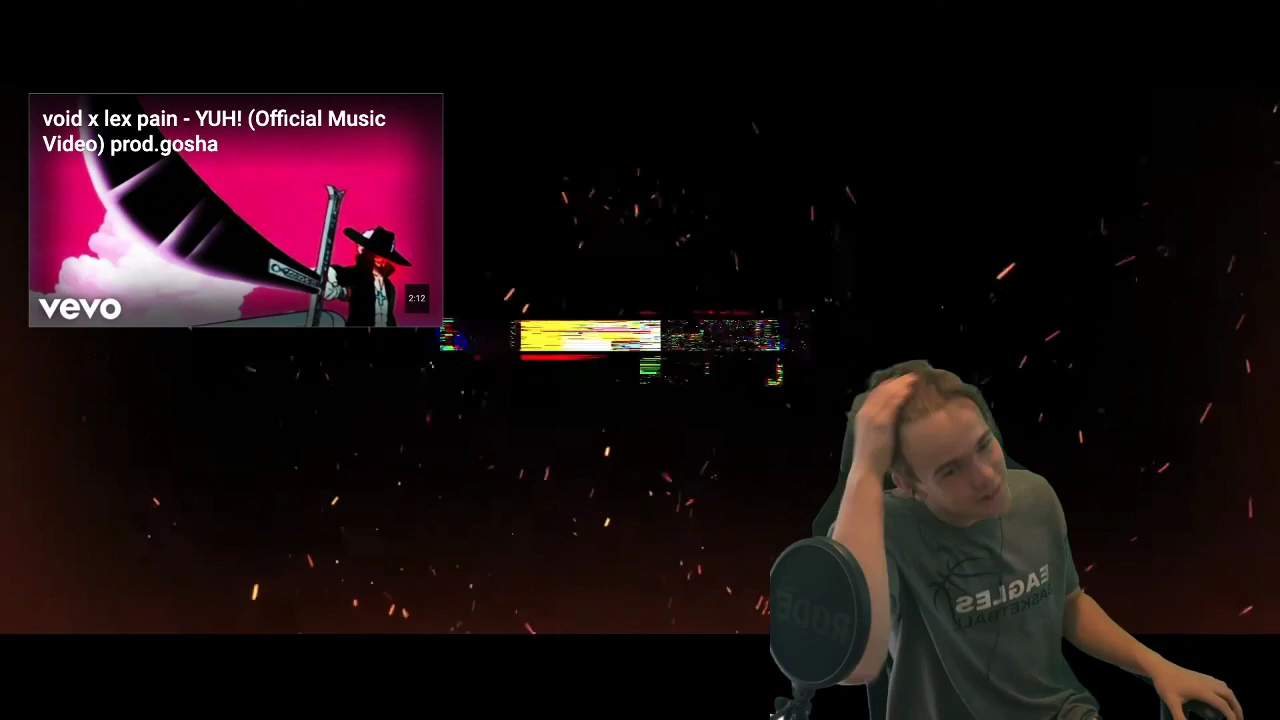 void x lex pain - YUH! (Official Music
Video) prod.gosha
vevo
2:12
RODE
EAGLES
BASKETBALL